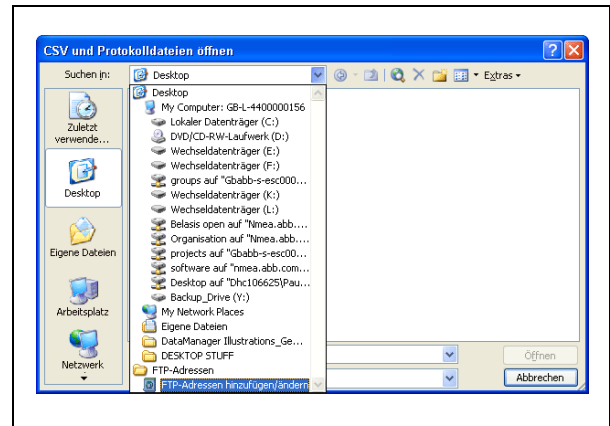 CSV und Protokolldateien öffnen
Suchen in: Desktop Extras
Zuletzt verwende...
Desktop
Eigene Dateien
Arbeitsplatz
Netzwerk
Desktop
My Computer: GB-L-4400000156
Lokaler Datenträger (C:)
DVD/CD-RW-Laufwerk (D:)
Wechseldatenträger (E:)
Wechseldatenträger (F:)
groups auf "Gbabb-s-esc000...
Wechseldatenträger (K:)
Wechseldatenträger (L:)
Belasis open auf "Nmea.abb....
Organisation auf "Nmea.abb....
projects auf "Gbabb-s-esc00...
software auf "nmea.abb.com...
Desktop auf "Dhc106625\Pau...
Backup_Drive (Y:)
My Network Places
Eigene Dateien
DataManager Illustrations_Ge...
DESKTOP STUFF
FTP-Adressen
FTP-Adressen hinzufügen/ändern
Öffnen
Abbrechen